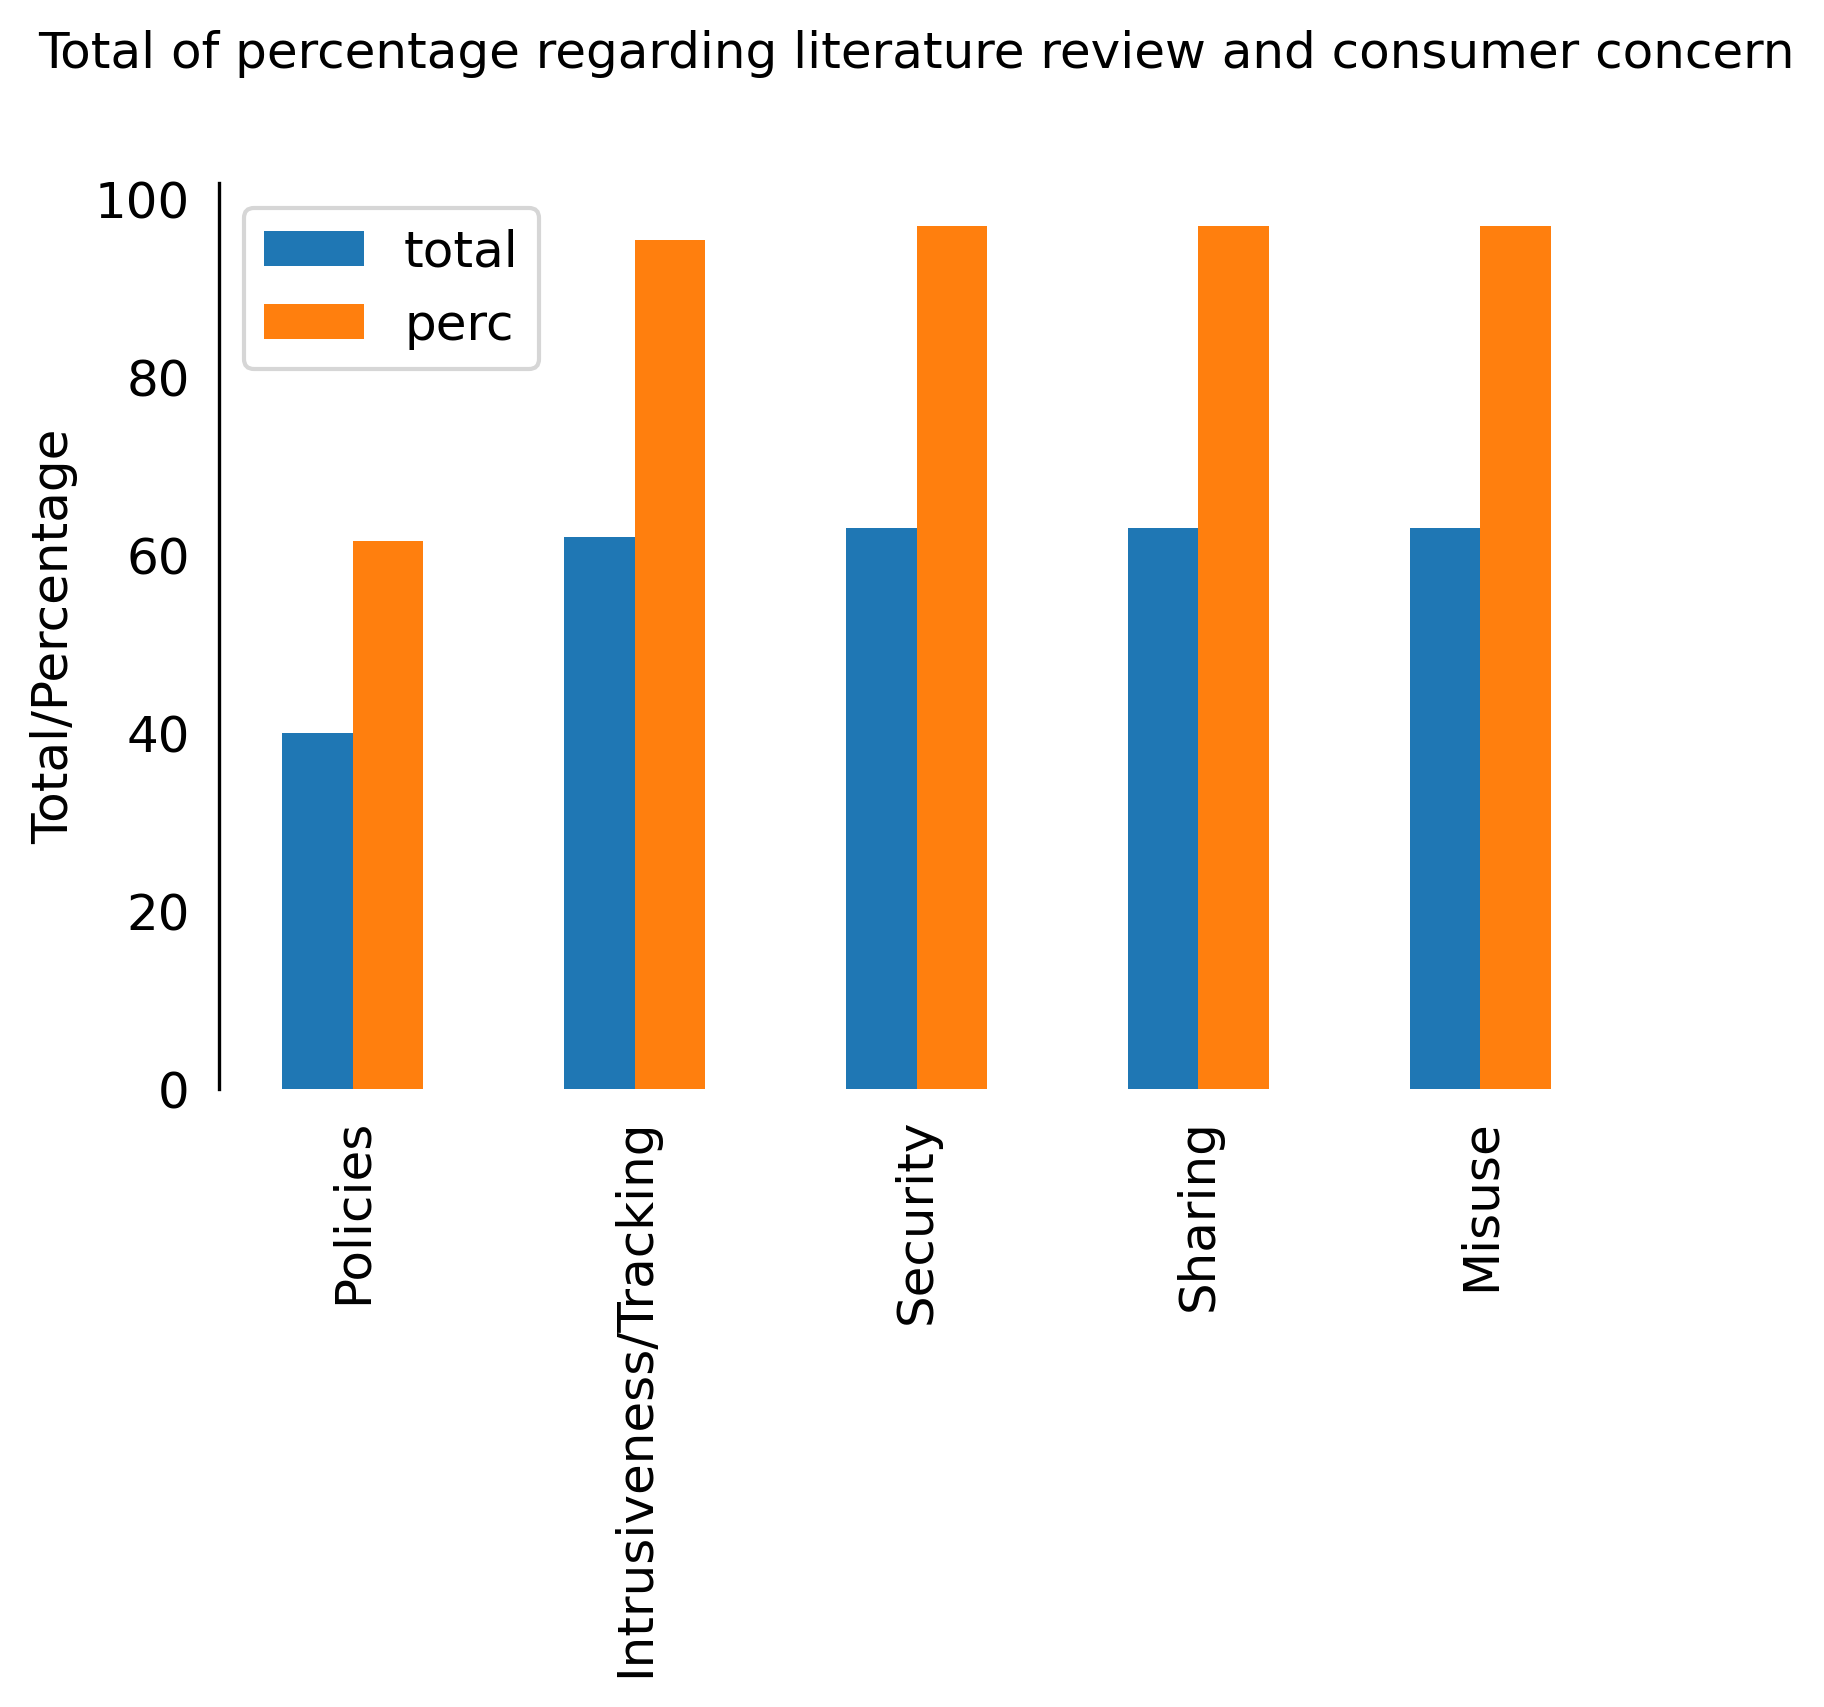 Total of percentage regarding literature review and consumer concern
100
80
60
40
20
0
Total/Percentage
total
perc
Policies
Intrusiveness/Tracking
Security
Sharing
Misuse